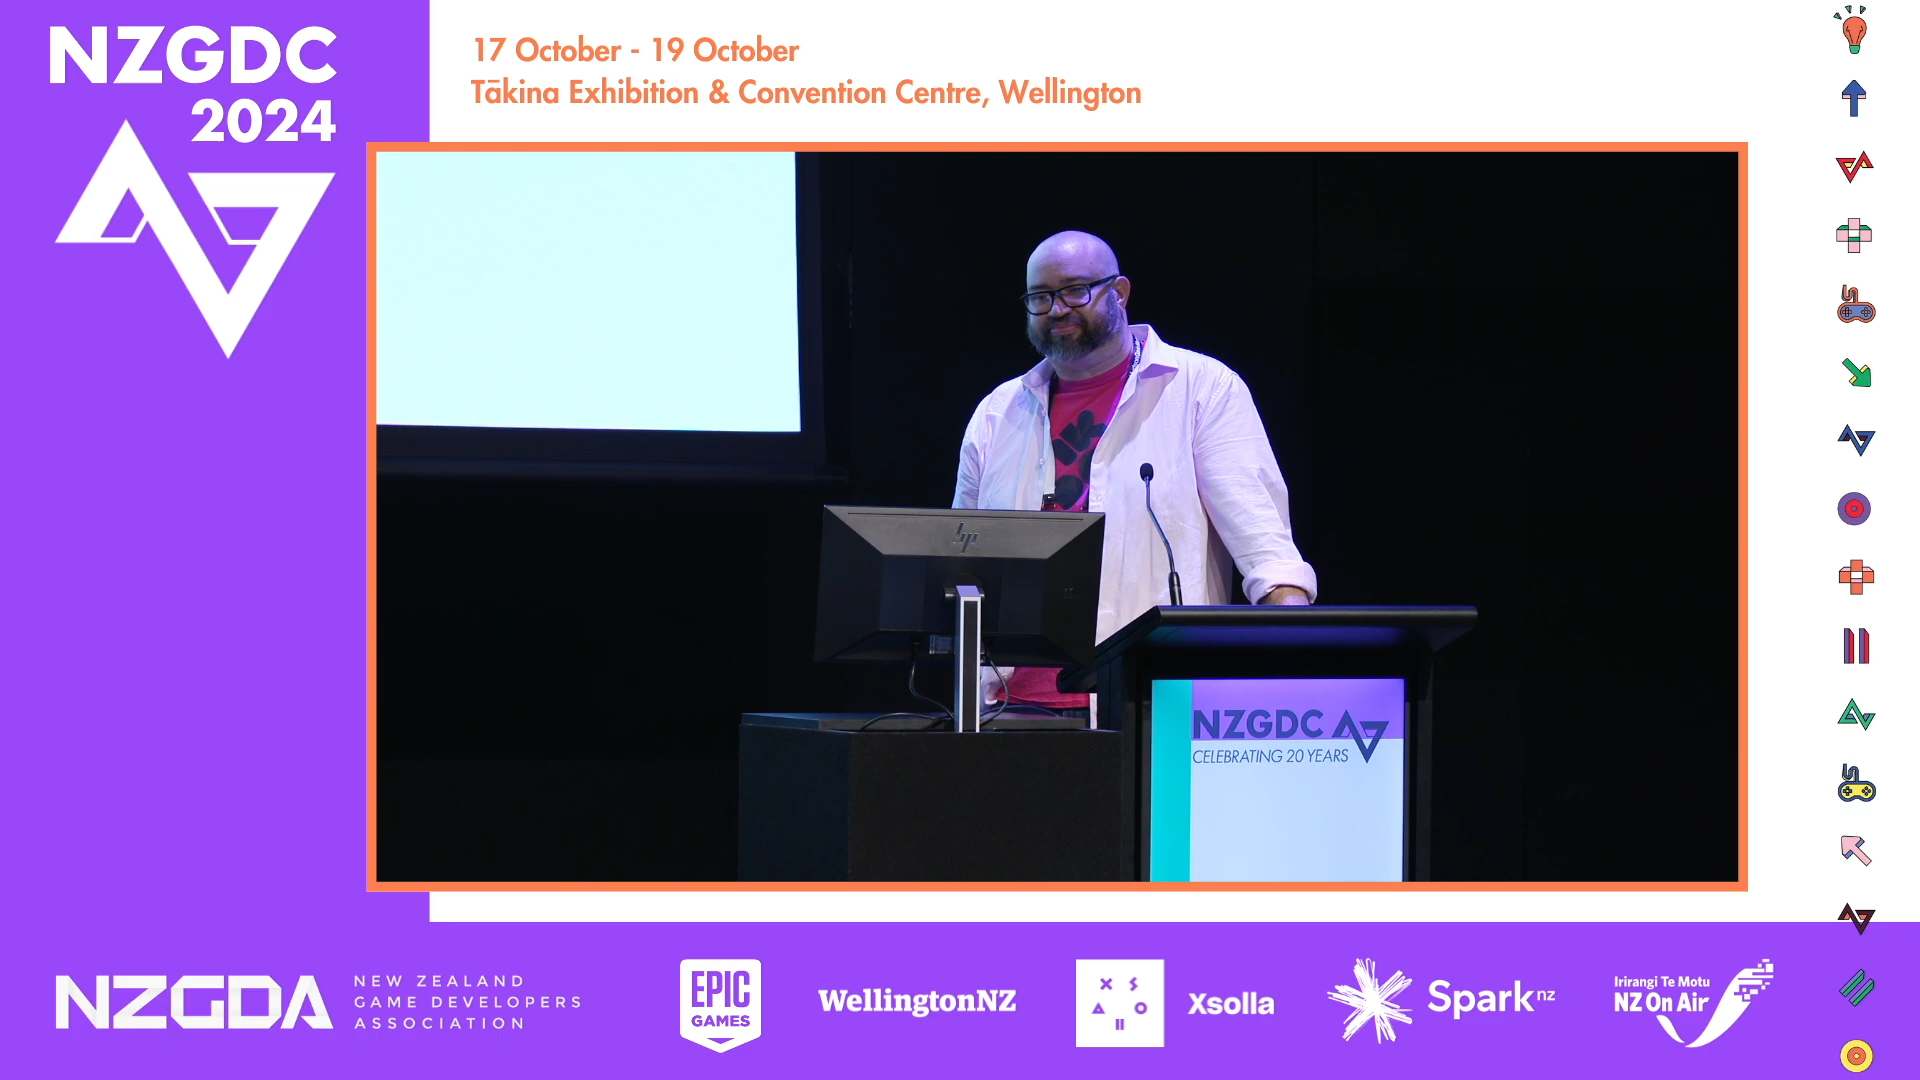 NZGDC
2024
17 October - 19 October
Tākina Exhibition & Convention Centre, Wellington
hp
NZGDC
CELEBRATING 20 YEARS
NZGDA
NEW ZEALAND
GAME DEVELOPERS
ASSOCIATION
EPIC
GAMES
WellingtonNZ
Xsolla
Spark nz
Irirangi Te Motu
NZ On Air